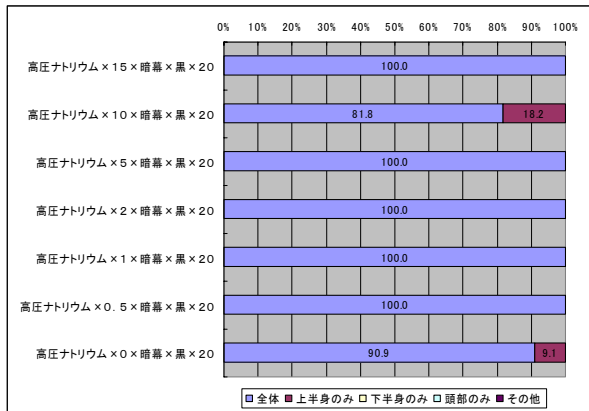 0% 10% 20% 30% 40% 50% 60% 70% 80% 90% 100%
高圧ナトリウム×15×暗幕×黒×20 100.0
高圧ナトリウム×10×暗幕×黒×20 81.8 18.2
高圧ナトリウム×5×暗幕×黒×20 100.0
高圧ナトリウム×2×暗幕×黒×20 100.0
高圧ナトリウム×1×暗幕×黒×20 100.0
高圧ナトリウム×0.5×暗幕×黒×20 100.0
高圧ナトリウム×0×暗幕×黒×20 90.9 9.1
全体 上半身のみ 下半身のみ 頭部のみ その他